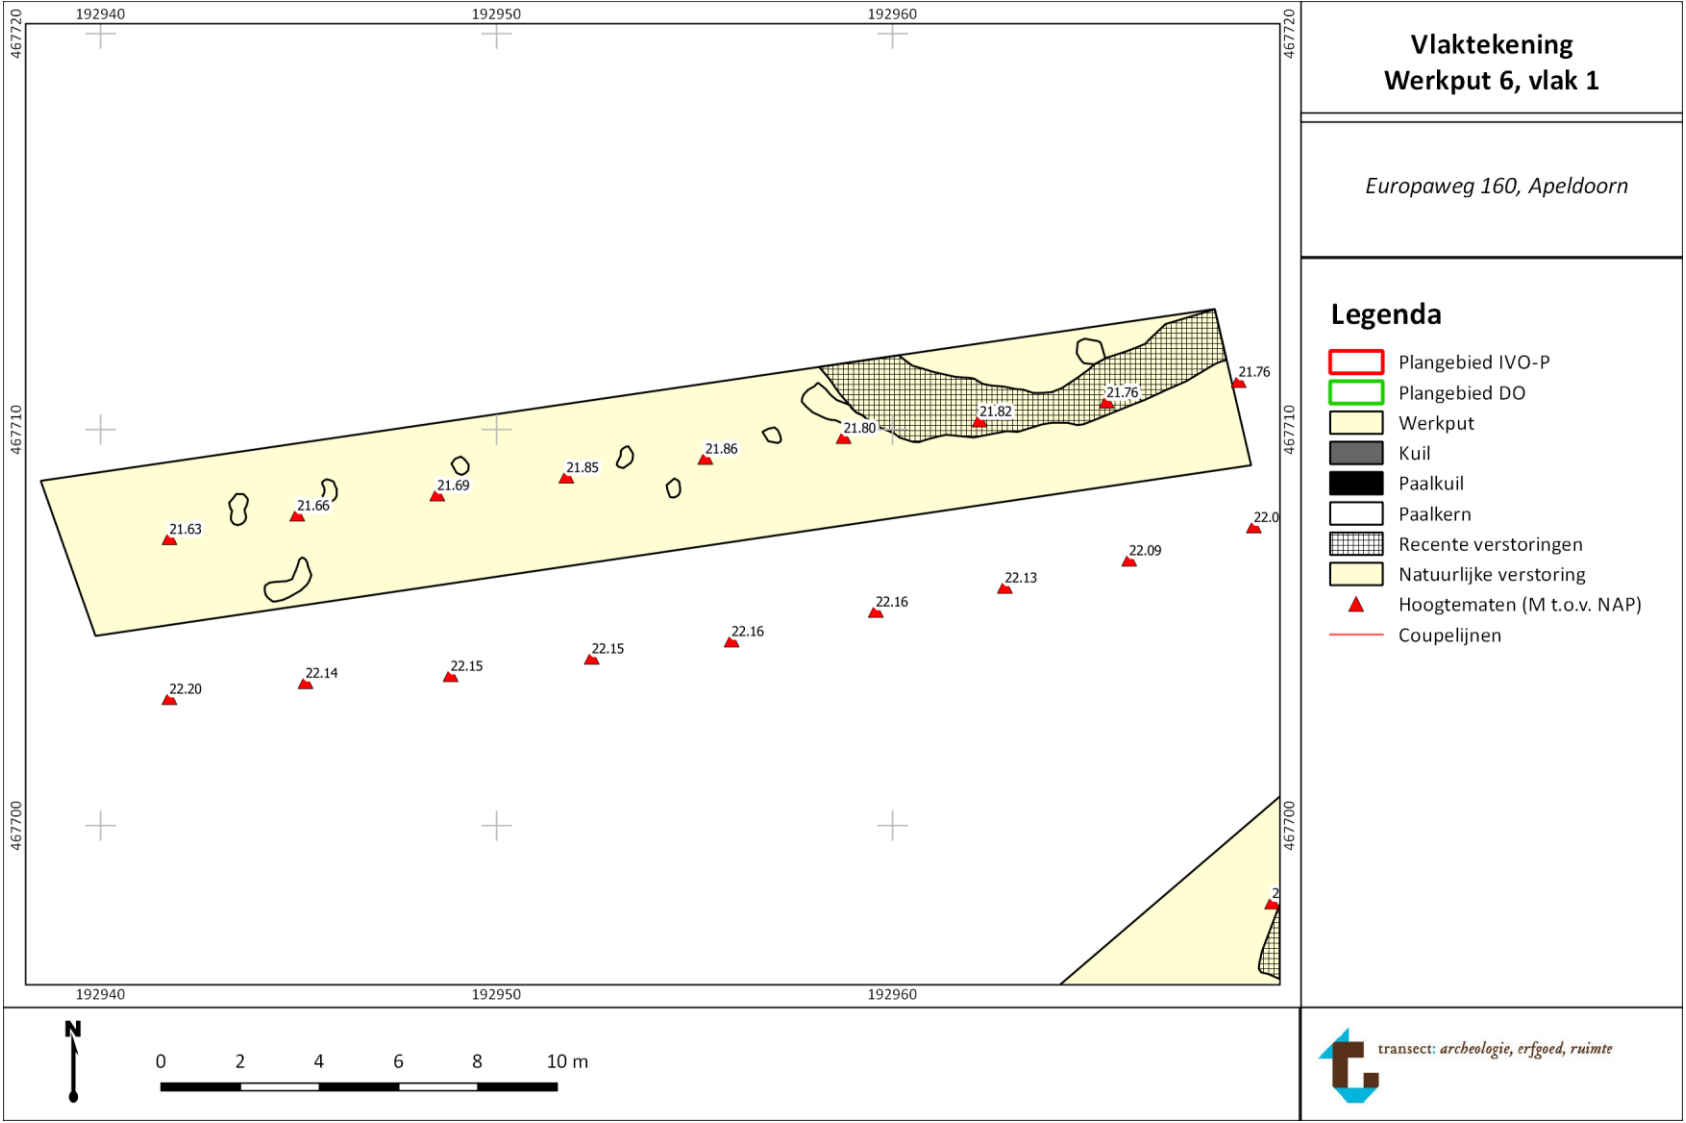 192940 192950 192960
467720 467720
Vlaktekening
Werkput 6, vlak 1
Europaweg 160, Apeldoorn
Legenda
Plangebied IVO-P
Plangebied DO
Werkput
Kuil
Paalkuil
Paalkern
Recente verstoringen
Natuurlijke verstoring
Hoogtematen (M t.o.v. NAP)
Coupelijnen
21.76
21.76
21.82
467710 467710
21.80
21.86
21.85
21.69
21.66
21.63
22.0
22.09
22.13
22.16
22.16
22.15
22.15
22.14
22.20
467700 467700
2
192940 192950 192960
N
0 2 4 6 8 10 m
transect: archeologie, erfgoed, ruimte